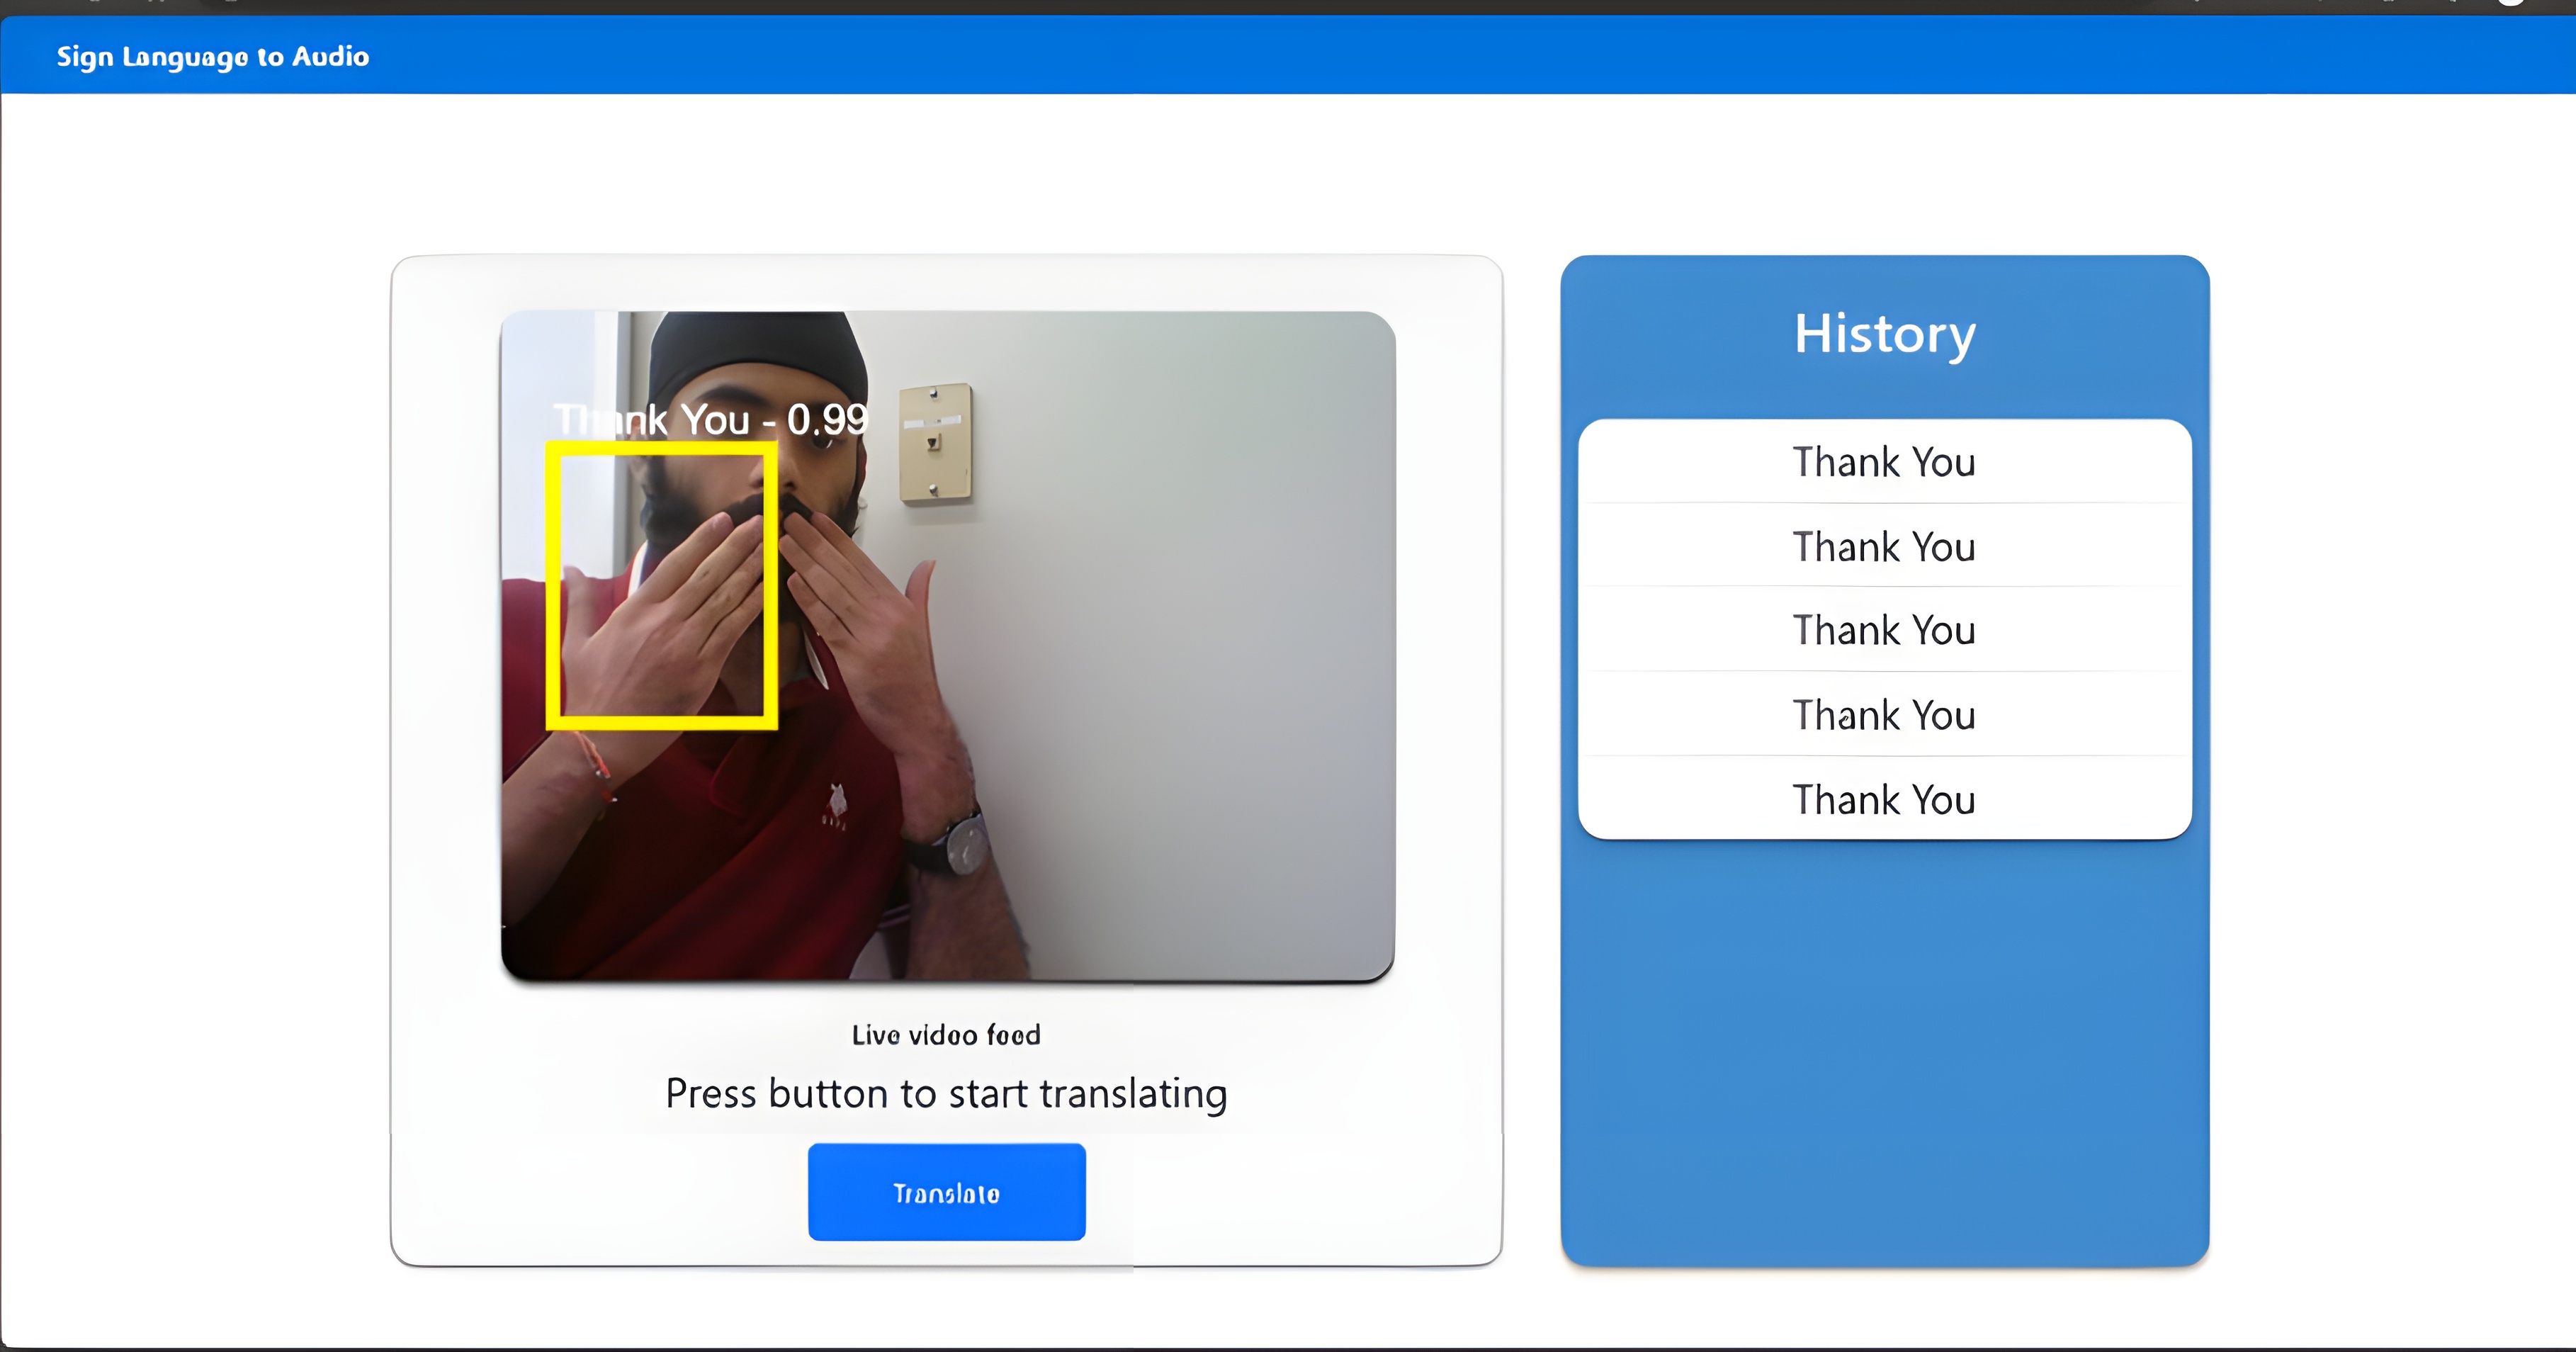 Sign Language to Audio
Thank You - 0.99
Live video feed
Press button to start translating
Translate
History
Thank You
Thank You
Thank You
Thank You
Thank You